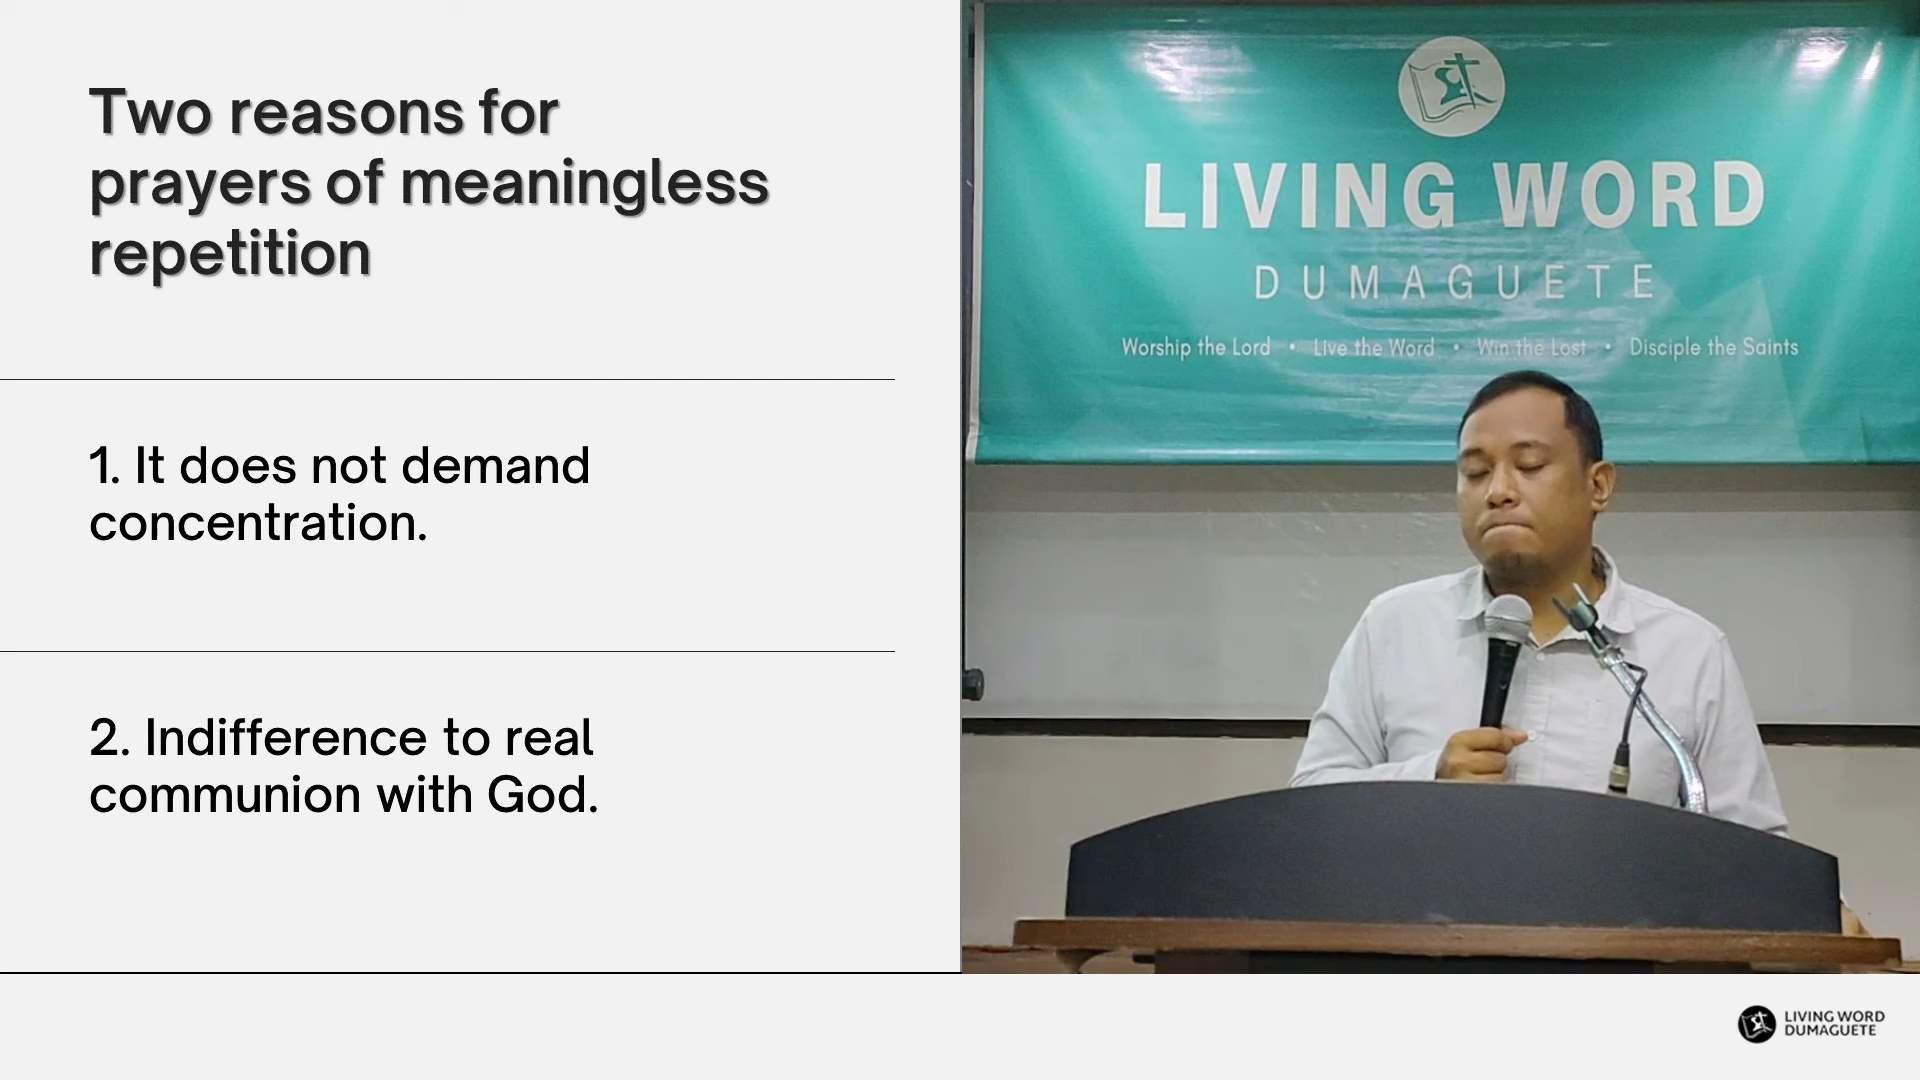 Two reasons for
prayers of meaningless
repetition
1. It does not demand
concentration.
2. Indifference to real
communion with God.
LIVING WORD
DUMAGUETE
Worship the Lord • Live the Word • Win the Lost • Disciple the Saints
LIVING WORD
DUMAGUETE